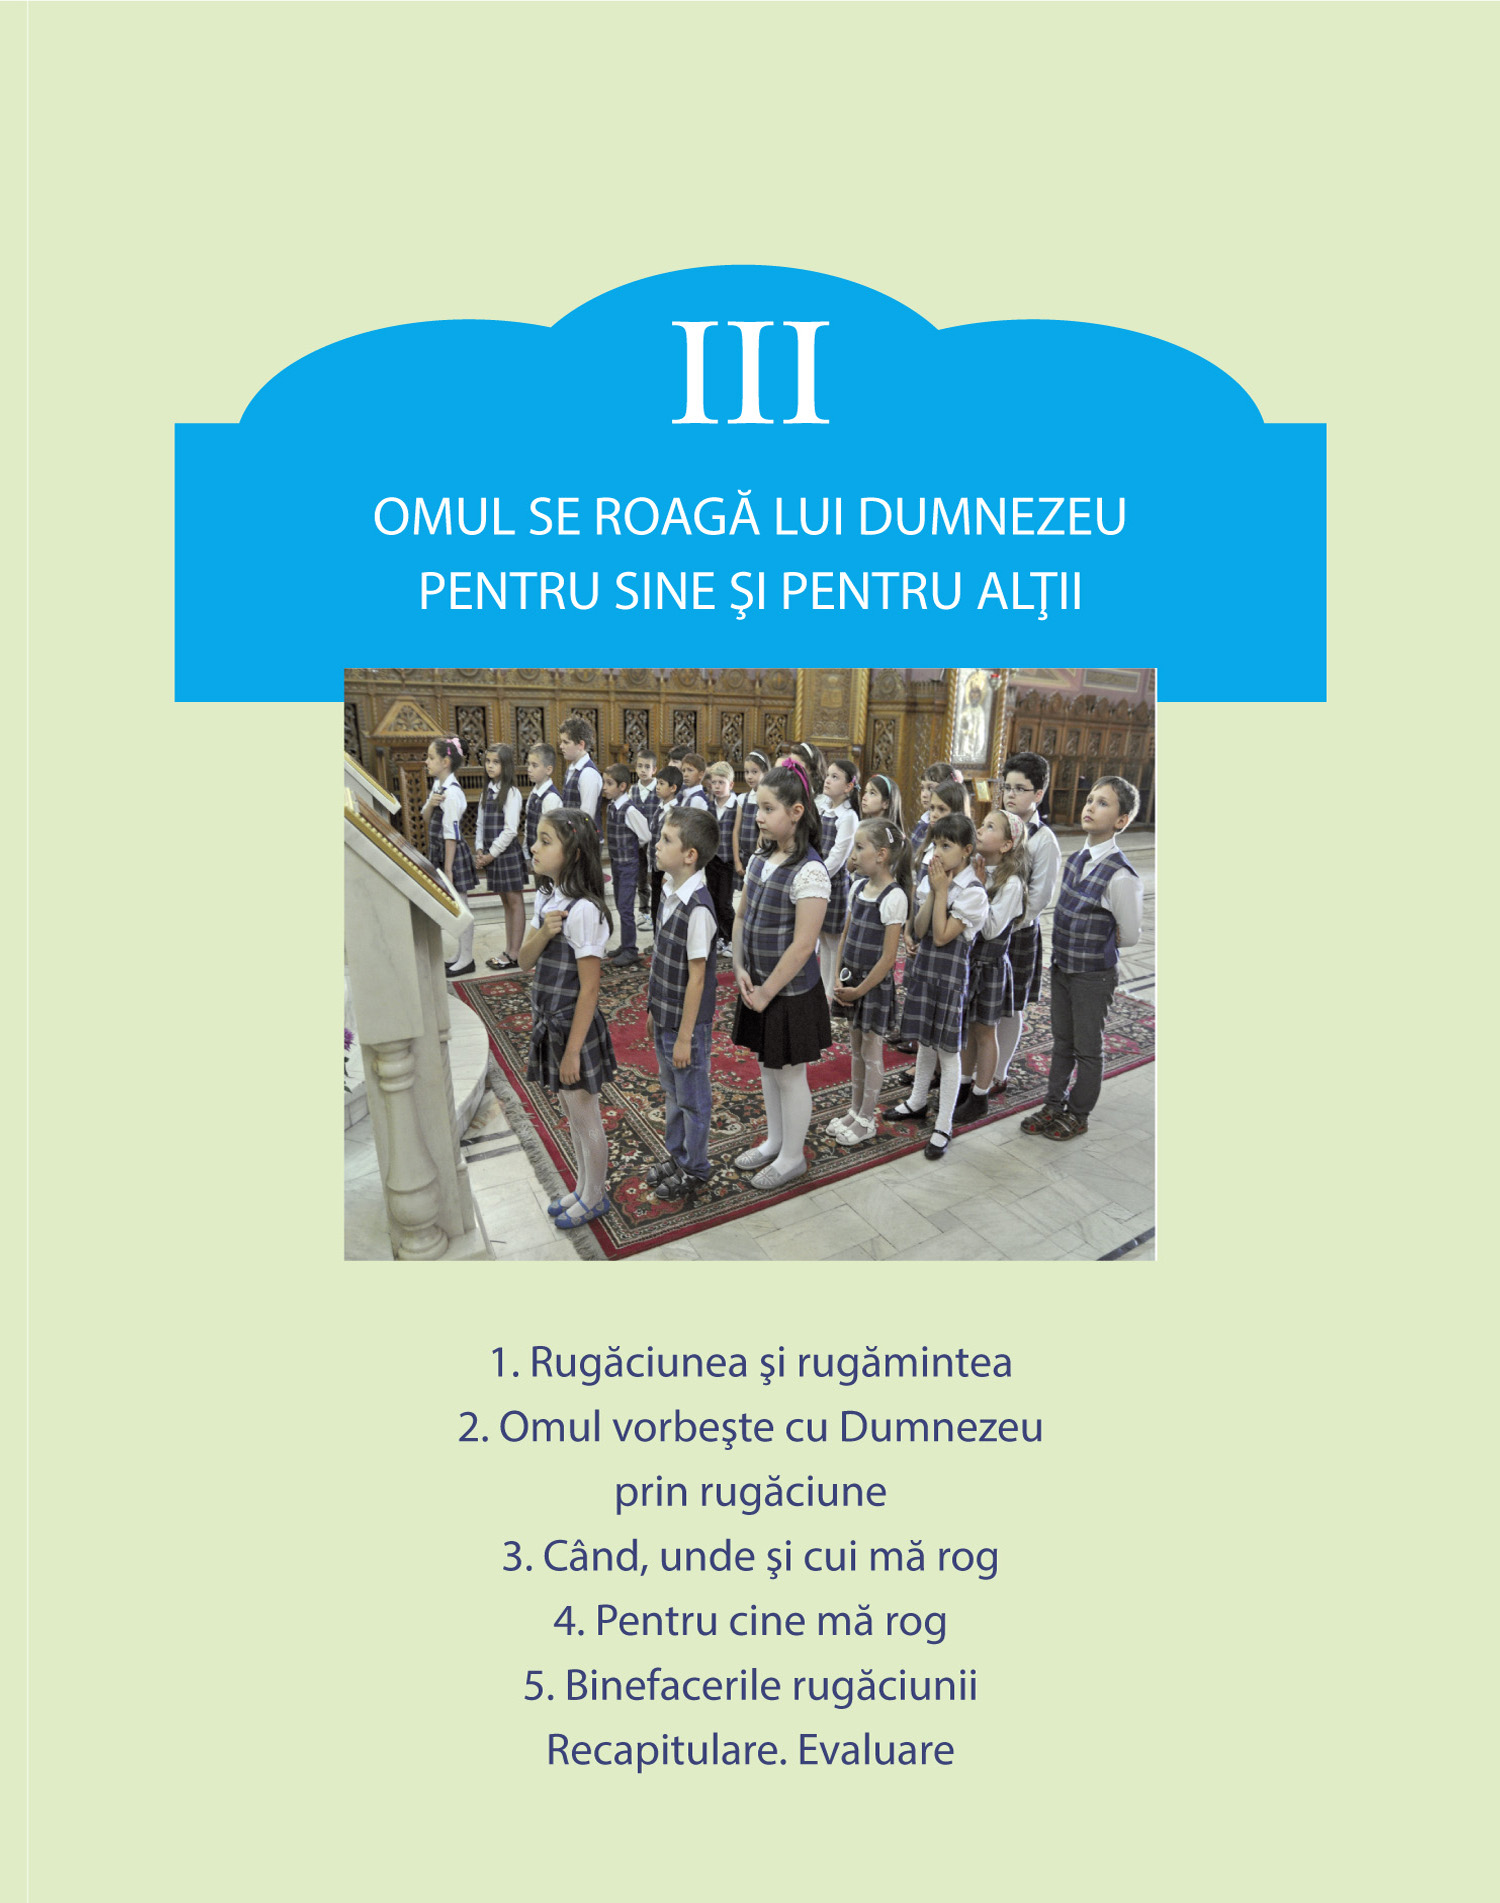 III
OMUL SE ROAGĂ LUI DUMNEZEU
PENTRU SINE ŞI PENTRU ALŢII
1. Rugăciunea şi rugămintea
2. Omul vorbeşte cu Dumnezeu
prin rugăciune
3. Când, unde şi cui mă rog
4. Pentru cine mă rog
5. Binefacerile rugăciunii
Recapitulare. Evaluare